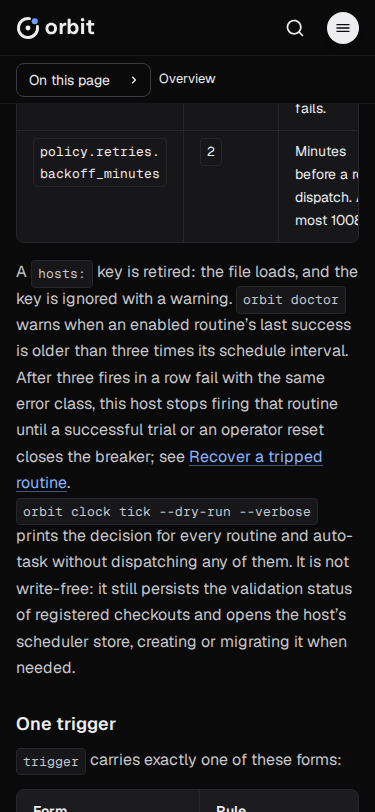 orbit
On this page
Overview
fails.
policy.retries.
backoff_minutes
2
Minutes
before a
dispatch.
most 1008
A hosts: key is retired: the file loads, and the
key is ignored with a warning. orbit doctor
warns when an enabled routine's last success
is older than three times its schedule interval.
After three fires in a row fail with the same
error class, this host stops firing that routine
until a successful trial or an operator reset
closes the breaker; see Recover a tripped
routine.
orbit clock tick --dry-run --verbose
prints the decision for every routine and auto-
task without dispatching any of them. It is not
write-free: it still persists the validation status
of registered checkouts and opens the host's
scheduler store, creating or migrating it when
needed.
One trigger
trigger carries exactly one of these forms:
Form
Rule